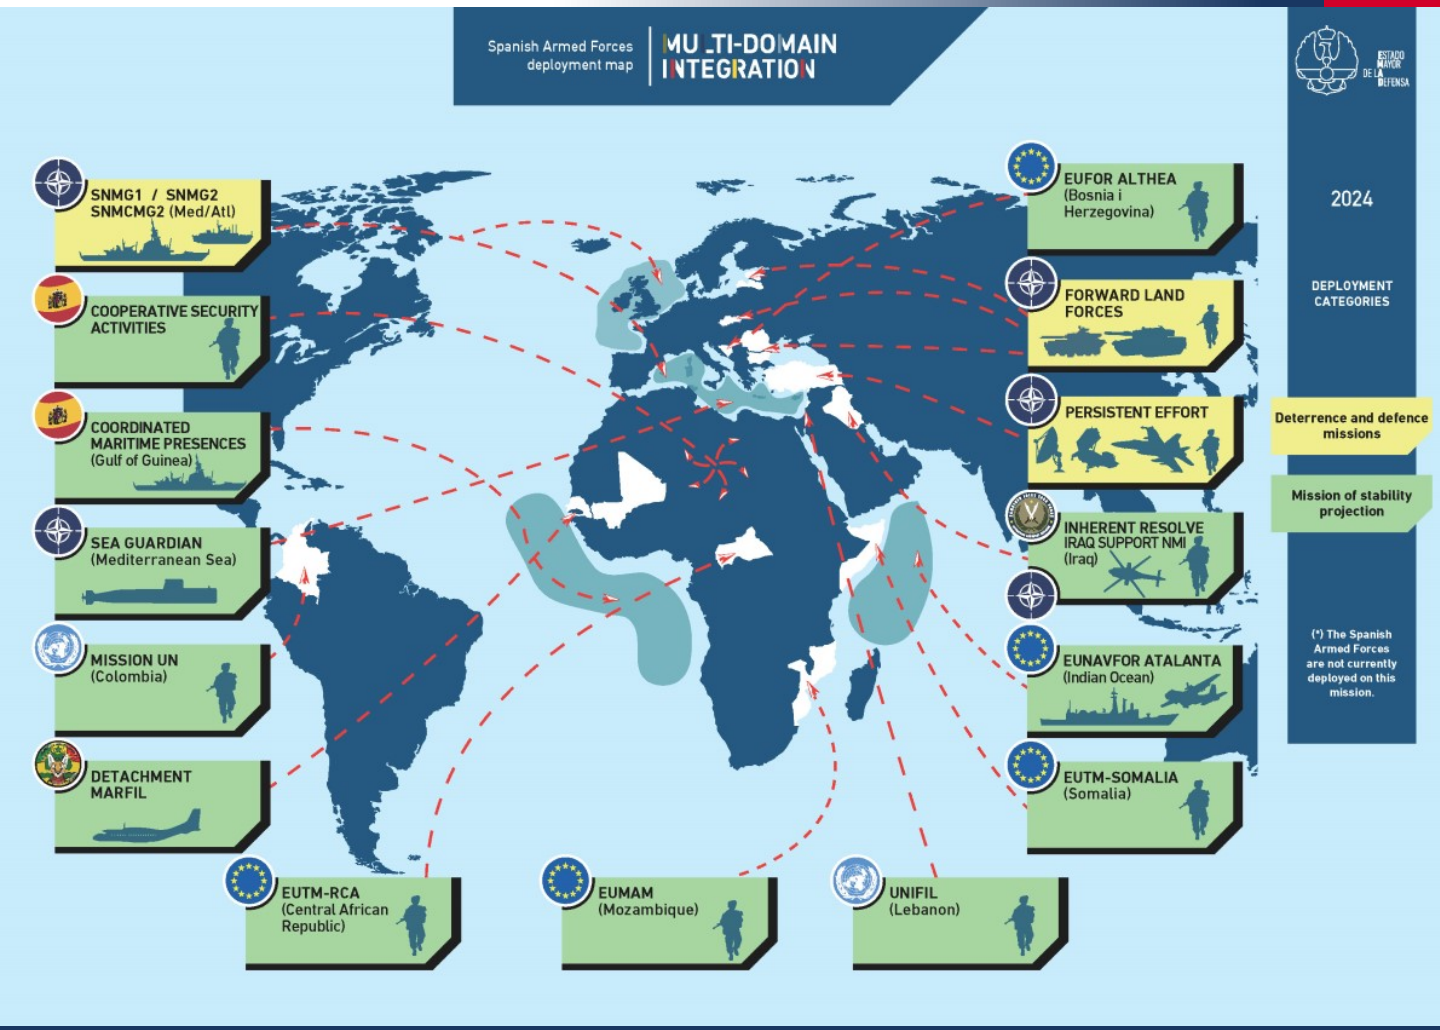 Spanish Armed Forces
deployment map
MULTI-DOMAIN
INTEGRATION
ESTADO
MAYOR
DE LA
DEFENSA
SNMG1 / SNMG2
SNMCMG2 (Med/Atl)
COOPERATIVE SECURITY
ACTIVITIES
COORDINATED
MARITIME PRESENCES
(Gulf of Guinea)
SEA GUARDIAN
(Mediterranean Sea)
MISSION UN
(Colombia)
DETACHMENT
MARFIL
EUTM-RCA
(Central African
Republic)
EUMAM
(Mozambique)
UNIFIL
(Lebanon)
EUFOR ALTHEA
(Bosnia i
Herzegovina)
FORWARD LAND
FORCES
PERSISTENT EFFORT
INHERENT RESOLVE
IRAQ SUPPORT NMI
(Iraq)
EUNAVFOR ATALANTA
(Indian Ocean)
EUTM-SOMALIA
(Somalia)
2024
DEPLOYMENT
CATEGORIES
Deterrence and defence
missions
Mission of stability
projection
(*) The Spanish
Armed Forces
are not currently
deployed on this
mission.